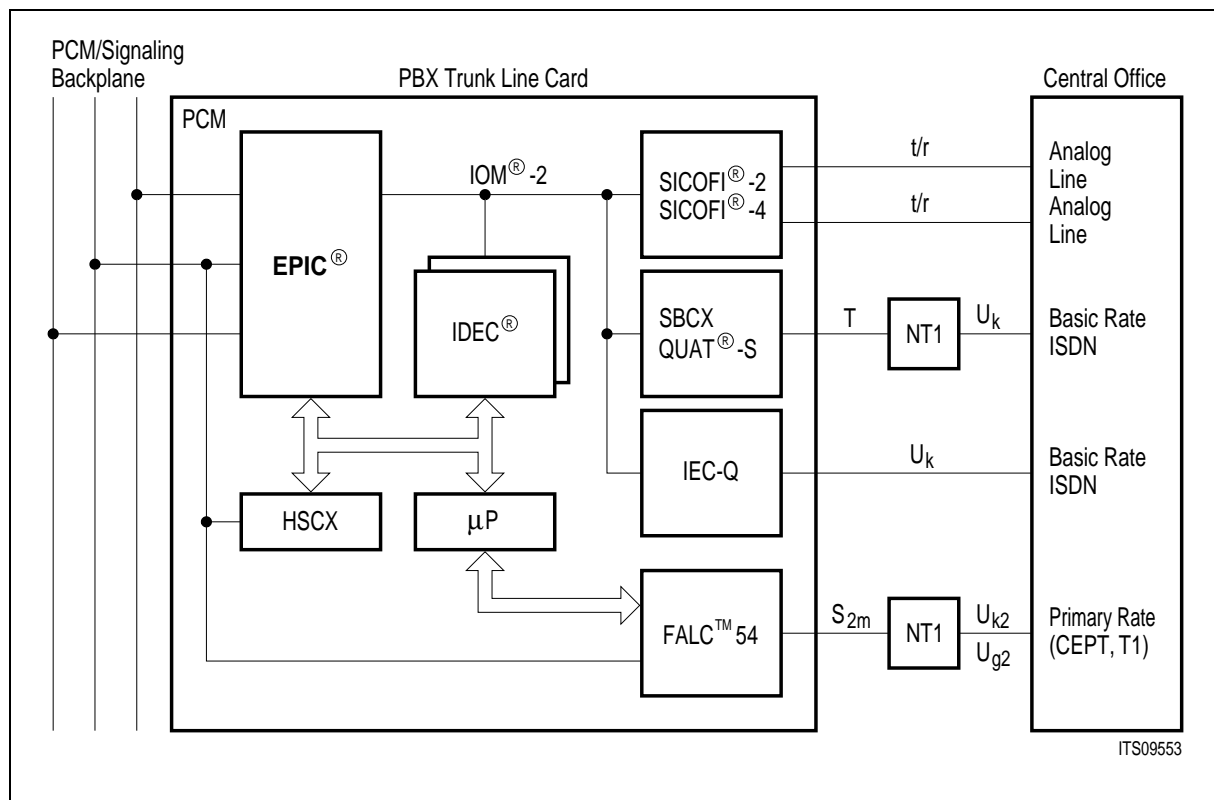 PCM/Signaling
Backplane
PBX Trunk Line Card
Central Office
PCM
EPIC®
IOM®-2
IDEC®
SICOFI®-2
SICOFI®-4
t/r
t/r
Analog
Line
Analog
Line
SBCX
QUAT®-S
T
NT1
Uk
Basic Rate
ISDN
IEC-Q
Uk
Basic Rate
ISDN
HSCX
μP
FALC™54
S2m
NT1
Uk2
Ug2
Primary Rate
(CEPT, T1)
ITS09553